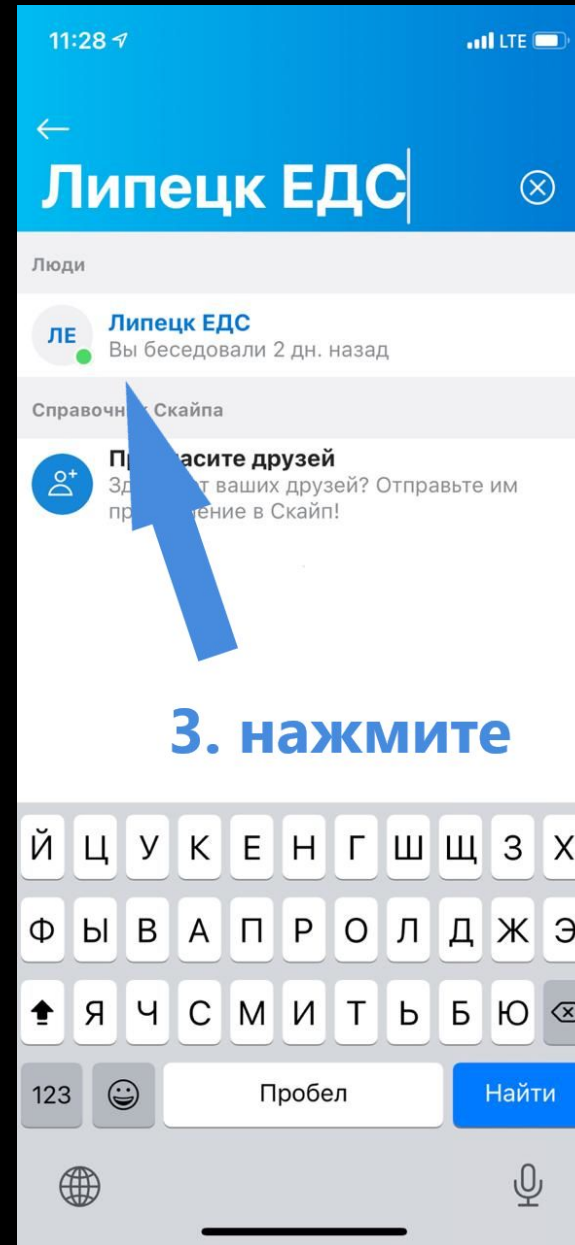 11:28
LTE
Липецк ЕДС
Люди
ЛЕ
Липецк ЕДС
Вы беседовали 2 дн. назад
Скайпа
друзей
ваших друзей? Отправьте им
в Скайп!
3. нажмите
Й Ц У К Е Н Г Ш Щ З Х
Ф Ы В А П Р О Л Д Ж Э
Я Ч С М И Т Ь Б Ю
123 Пробел Найти